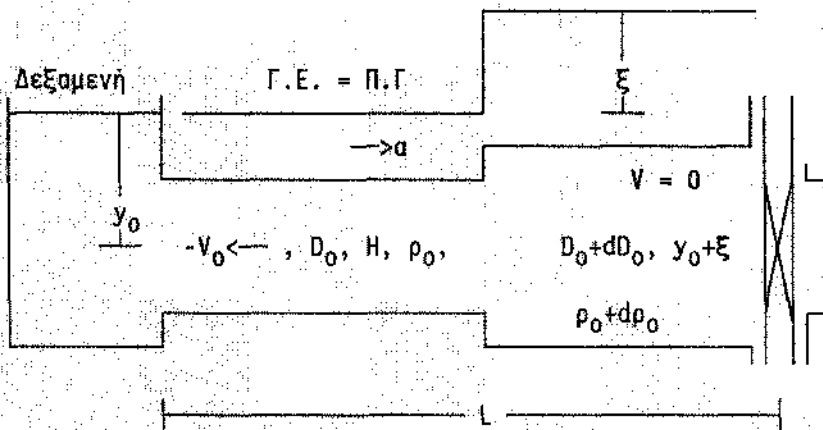 Δεξαμενή Γ.Ε. = Π.Γ ξ
—>α
V = 0
y₀ -V₀<— , D₀, H, ρ₀, D₀+dD₀, y₀+ξ
ρ₀+dρ₀
L